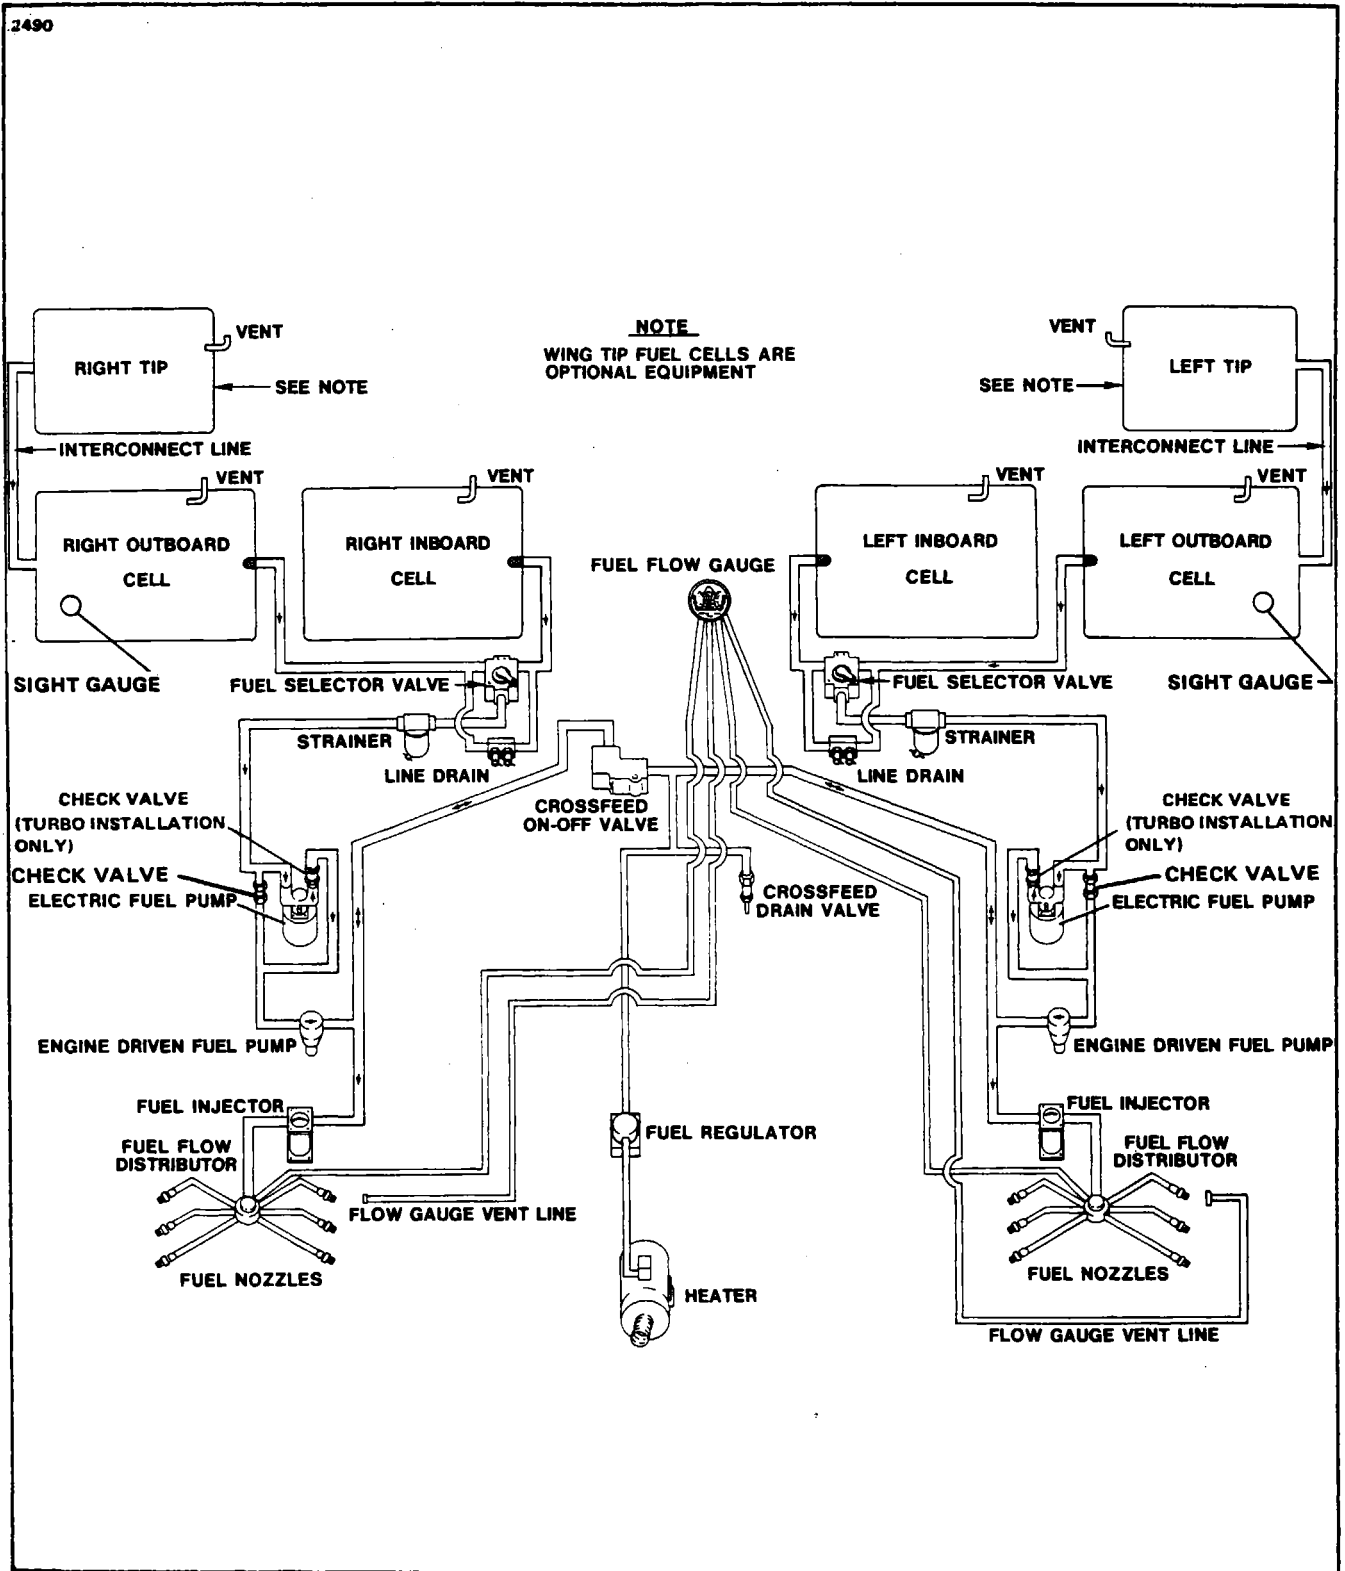 2490
RIGHT TIP
VENT
SEE NOTE
NOTE
WING TIP FUEL CELLS ARE
OPTIONAL EQUIPMENT
VENT
LEFT TIP
SEE NOTE
INTERCONNECT LINE
INTERCONNECT LINE
VENT
VENT
VENT
VENT
RIGHT OUTBOARD
CELL
RIGHT INBOARD
CELL
FUEL FLOW GAUGE
LEFT INBOARD
CELL
LEFT OUTBOARD
CELL
SIGHT GAUGE
FUEL SELECTOR VALVE
FUEL SELECTOR VALVE
SIGHT GAUGE
STRAINER
LINE DRAIN
STRAINER
LINE DRAIN
CROSSFEED
ON-OFF VALVE
CHECK VALVE
(TURBO INSTALLATION
ONLY)
CHECK VALVE
ELECTRIC FUEL PUMP
CROSSFEED
DRAIN VALVE
CHECK VALVE
(TURBO INSTALLATION
ONLY)
CHECK VALVE
ELECTRIC FUEL PUMP
ENGINE DRIVEN FUEL PUMP
ENGINE DRIVEN FUEL PUMP
FUEL INJECTOR
FUEL FLOW
DISTRIBUTOR
FUEL REGULATOR
FUEL INJECTOR
FUEL FLOW
DISTRIBUTOR
FLOW GAUGE VENT LINE
FUEL NOZZLES
HEATER
FUEL NOZZLES
FLOW GAUGE VENT LINE